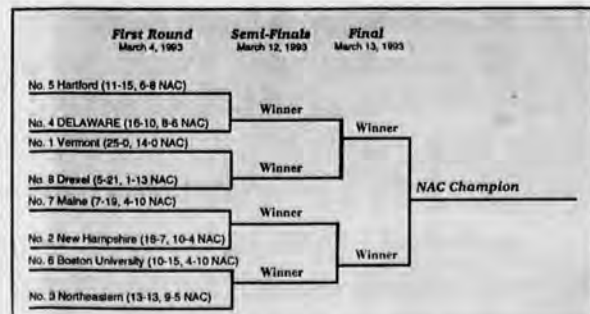 First Round Semi-Finals Final
March 4, 1993 March 12, 1993 March 13, 1993
No. 5 Hartford (11-15, 6-8 NAC)
Winner
No. 4 DELAWARE (16-10, 8-6 NAC)
Winner
No. 1 Vermont (25-0, 14-0 NAC)
Winner
No. 8 Drexel (5-21, 1-13 NAC)
NAC Champion
No. 7 Maine (7-19, 4-10 NAC)
Winner
No. 2 New Hampshire (18-7, 10-4 NAC)
Winner
No. 6 Boston University (10-15, 4-10 NAC)
Winner
No. 3 Northeastern (13-13, 9-5 NAC)